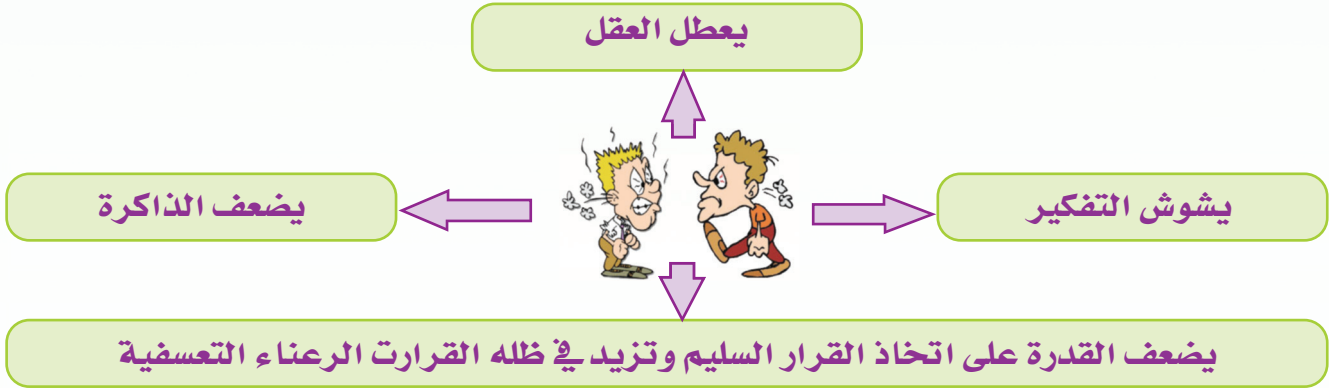 يعطل العقل
يشوش التفكير
يضعف الذاكرة
يضعف القدرة على اتخاذ القرار السليم وتزيد في ظله القرارت الرعناء التعسفية